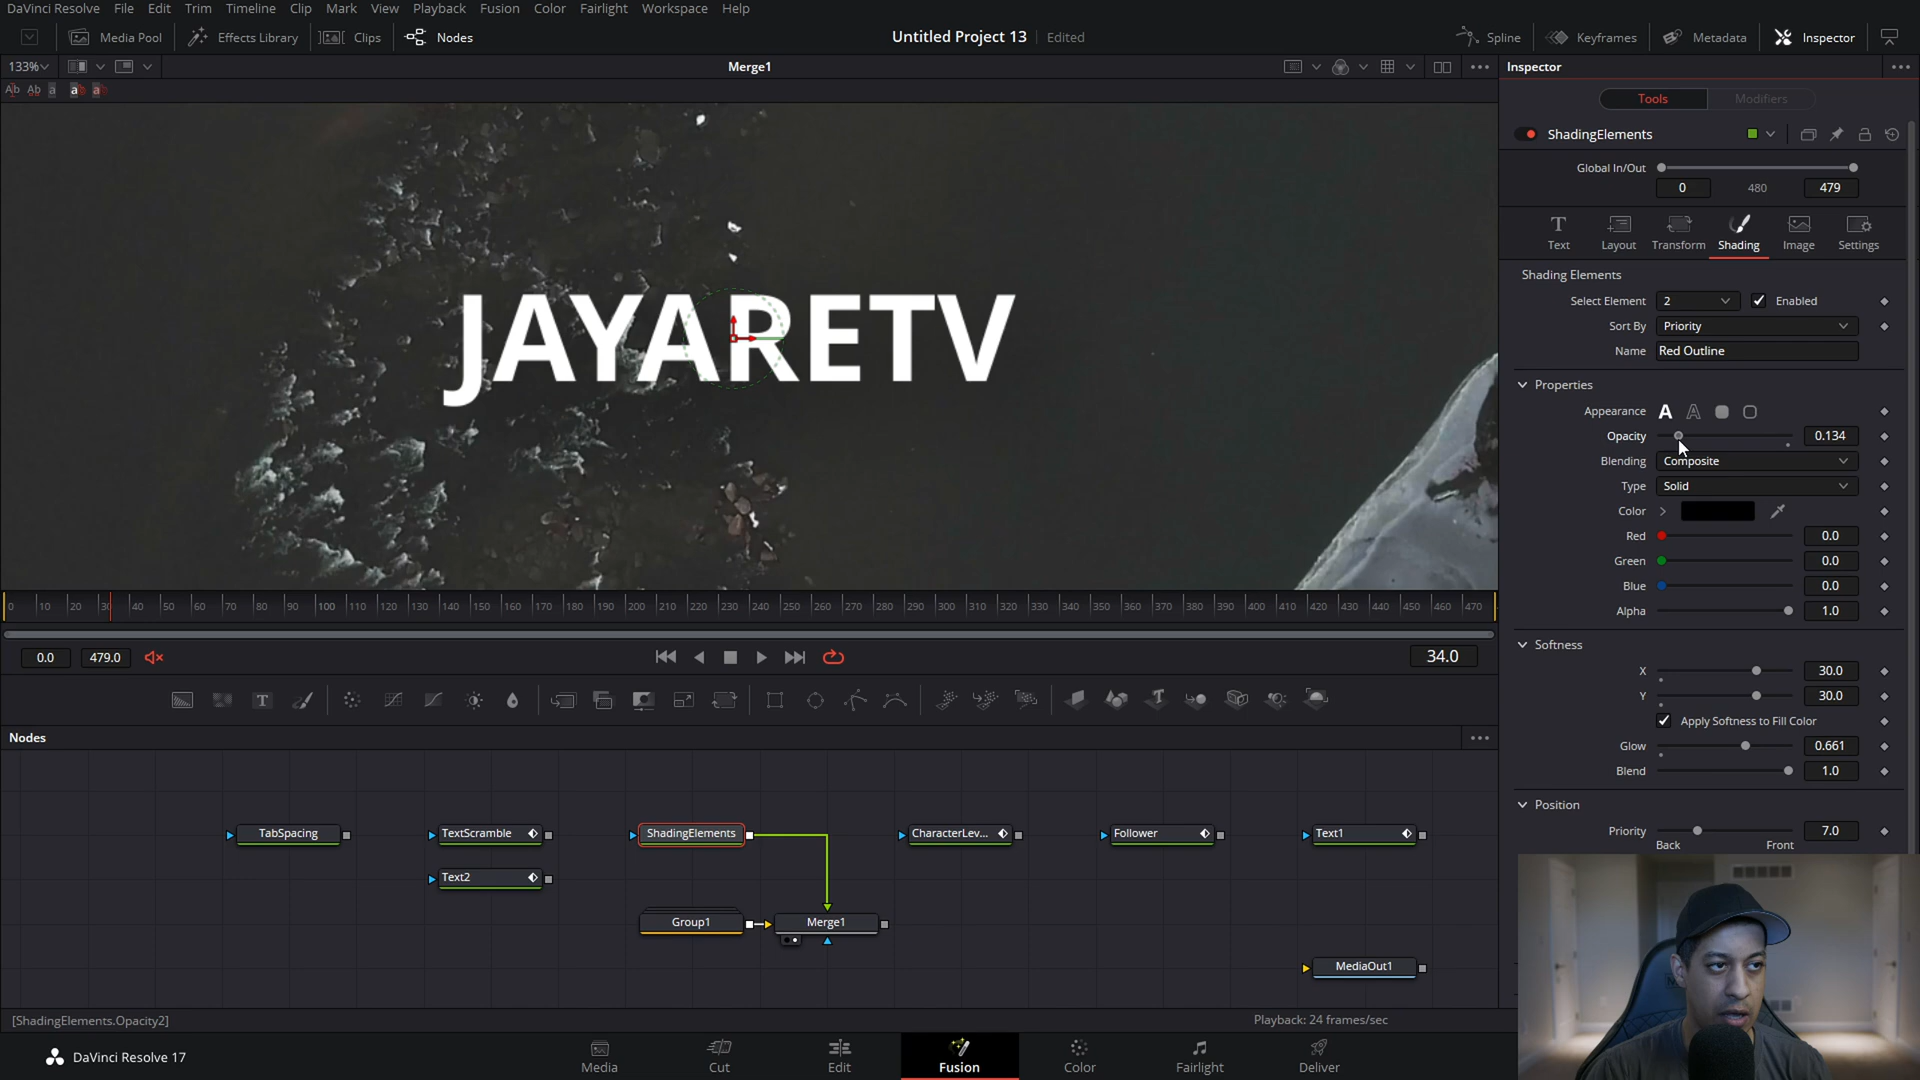 DaVinci Resolve File Edit Trim Timeline Clip Mark View Playback Fusion Color Fairlight Workspace Help
Media Pool Effects Library Clips Nodes Untitled Project 13 Edited Spline Keyframes Metadata Inspector
133% Merge1 Inspector
Tools Modifiers
ShadingElements
Global In/Out
0 480 479
Text Layout Transform Shading Image Settings
Shading Elements
Select Element 2 Enabled
Sort By Priority
Name Red Outline
JAYARETV
Properties
Appearance
Opacity 0.134
Blending Composite
Type Solid
Color
Red 0.0
Green 0.0
Blue 0.0
Alpha 1.0
0 10 20 30 40 50 60 70 80 90 100 110 120 130 140 150 160 170 180 190 200 210 220 230 240 250 260 270 280 290 300 310 320 330 340 350 360 370 380 390 400 410 420 430 440 450 460 470
Softness
0.0 479.0 34.0
X 30.0
Y 30.0
Apply Softness to Fill Color
Glow 0.661
Blend 1.0
Nodes
Position
Priority 7.0
Back Front
TabSpacing TextScramble ShadingElements CharacterLev... Follower Text1
Text2
Group1 Merge1
MediaOut1
[ShadingElements.Opacity2] Playback: 24 frames/sec
DaVinci Resolve 17 Media Cut Edit Fusion Color Fairlight Deliver